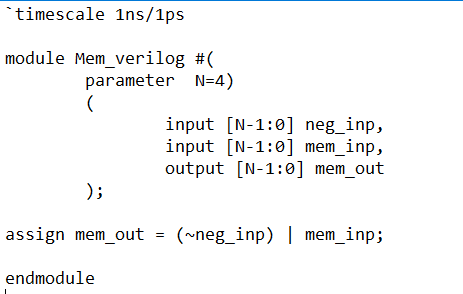 `timescale 1ns/1ps
module Mem_verilog #(
parameter  N=4)
(
input [N-1:0] neg_inp,
input [N-1:0] mem_inp,
output [N-1:0] mem_out
);
assign mem_out = (~neg_inp) | mem_inp;
endmodule